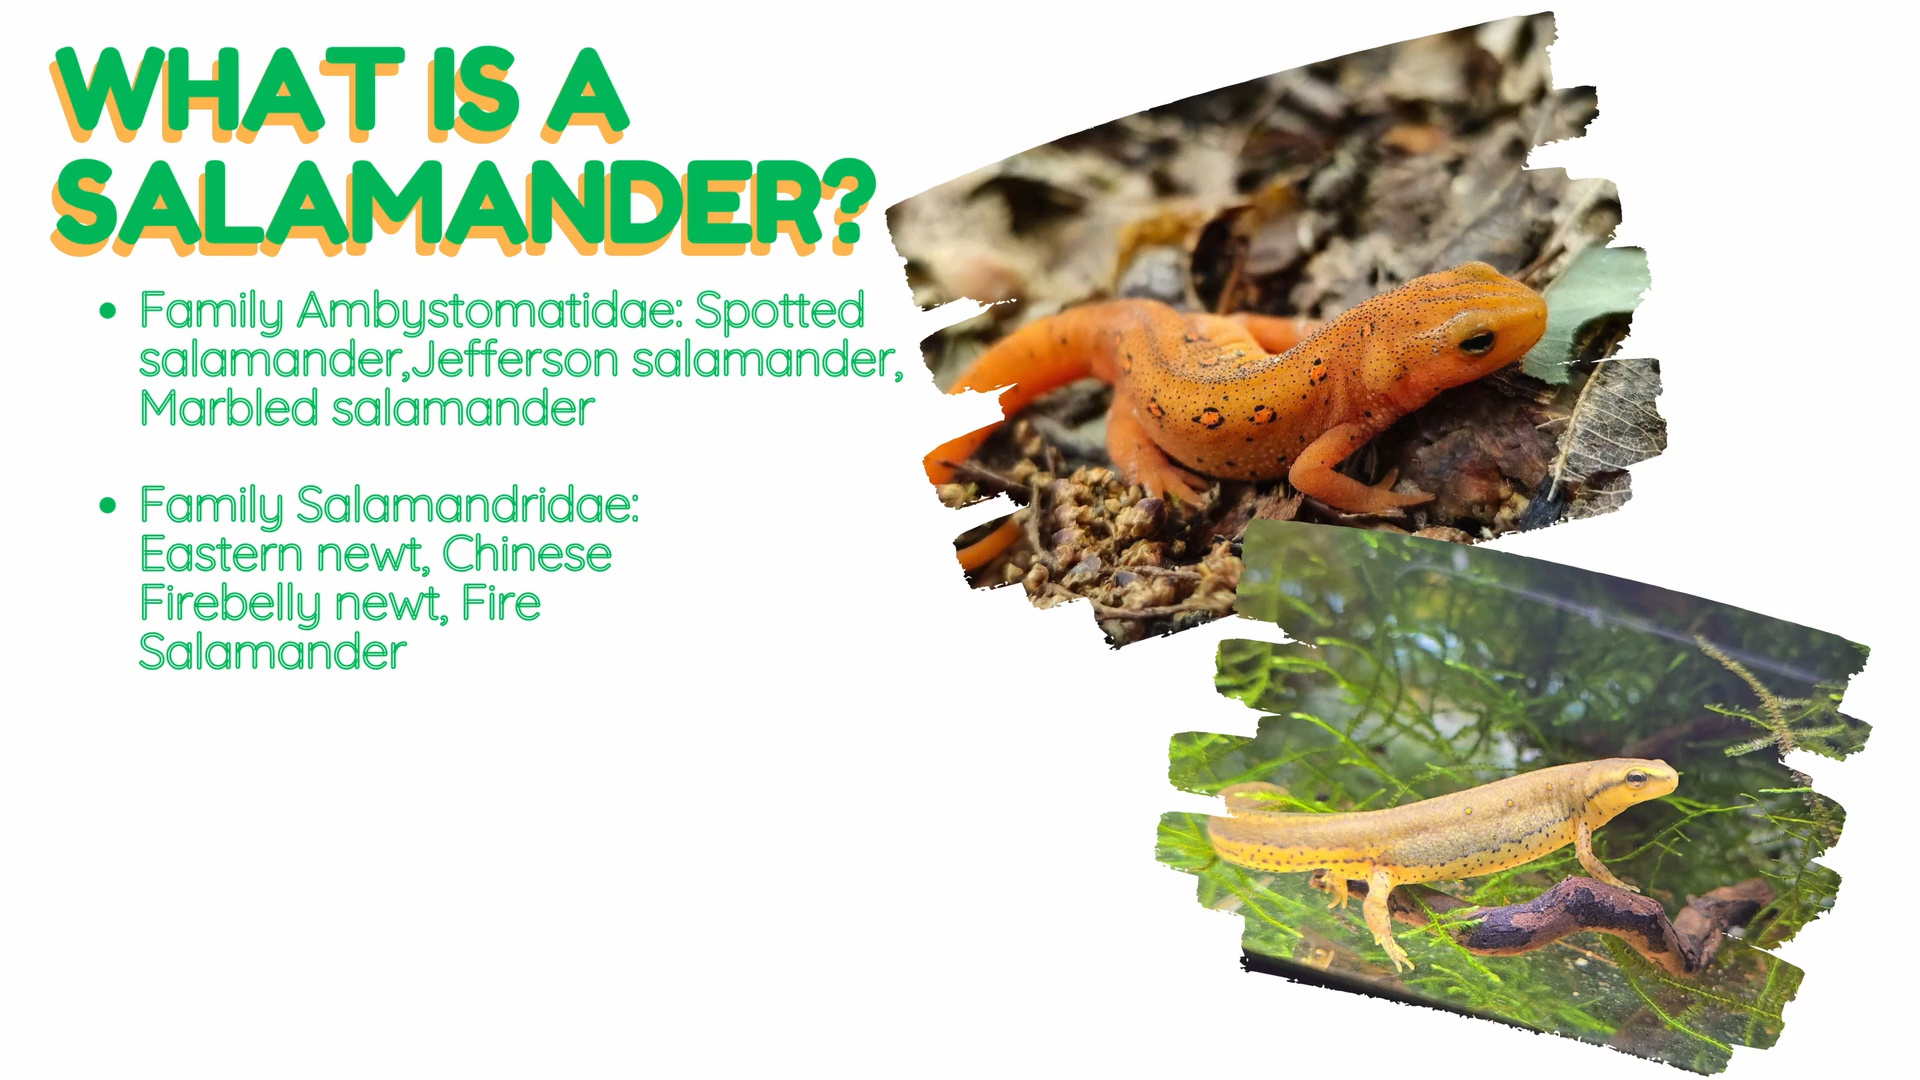 WHAT IS A
SALAMANDER?
• Family Ambystomatidae: Spotted
salamander,Jefferson salamander,
Marbled salamander
• Family Salamandridae:
Eastern newt, Chinese
Firebelly newt, Fire
Salamander